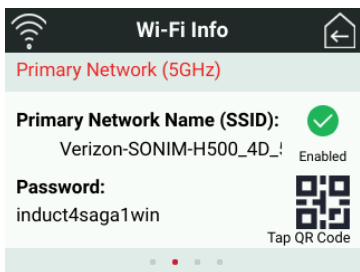 Wi-Fi Info
Primary Network (5GHz)
Primary Network Name (SSID):
Verizon-SONIM-H500_4D_
Enabled
Password:
induct4saga1win
Tap QR Code